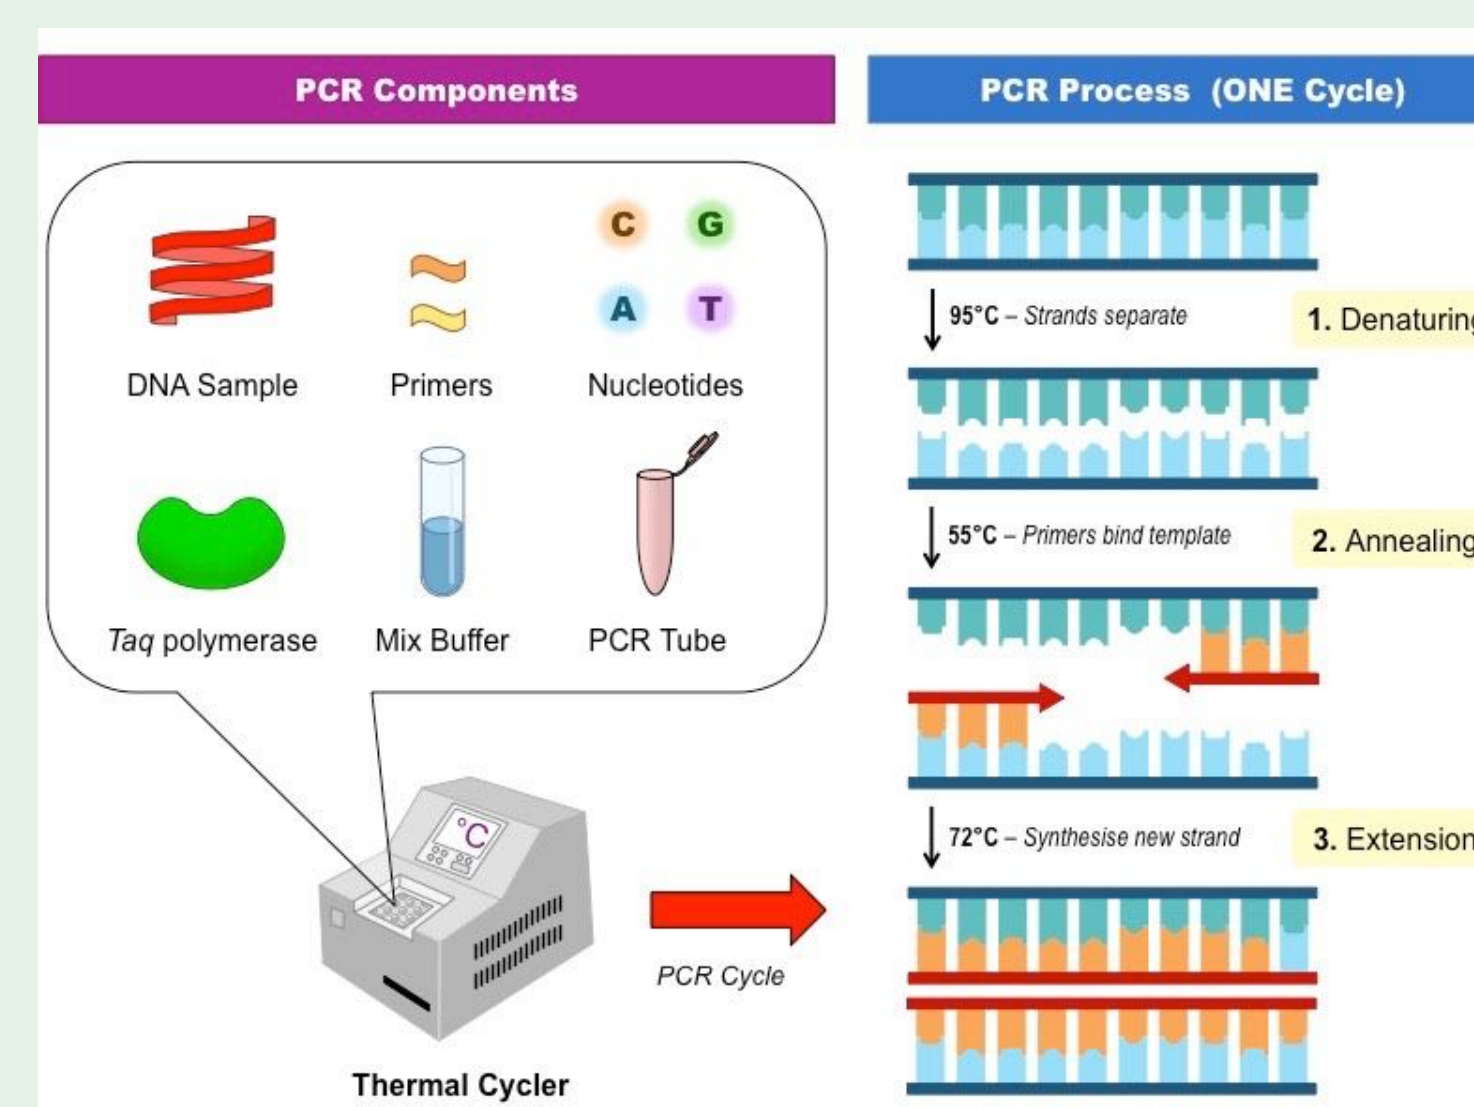 PCR Components
PCR Process (ONE Cycle)
C G
A T
DNA Sample
Primers
Nucleotides
Taq polymerase
Mix Buffer
PCR Tube
°C
PCR Cycle
Thermal Cycler
95°C – Strands separate
1. Denaturing
55°C – Primers bind template
2. Annealing
72°C – Synthesise new strand
3. Extension